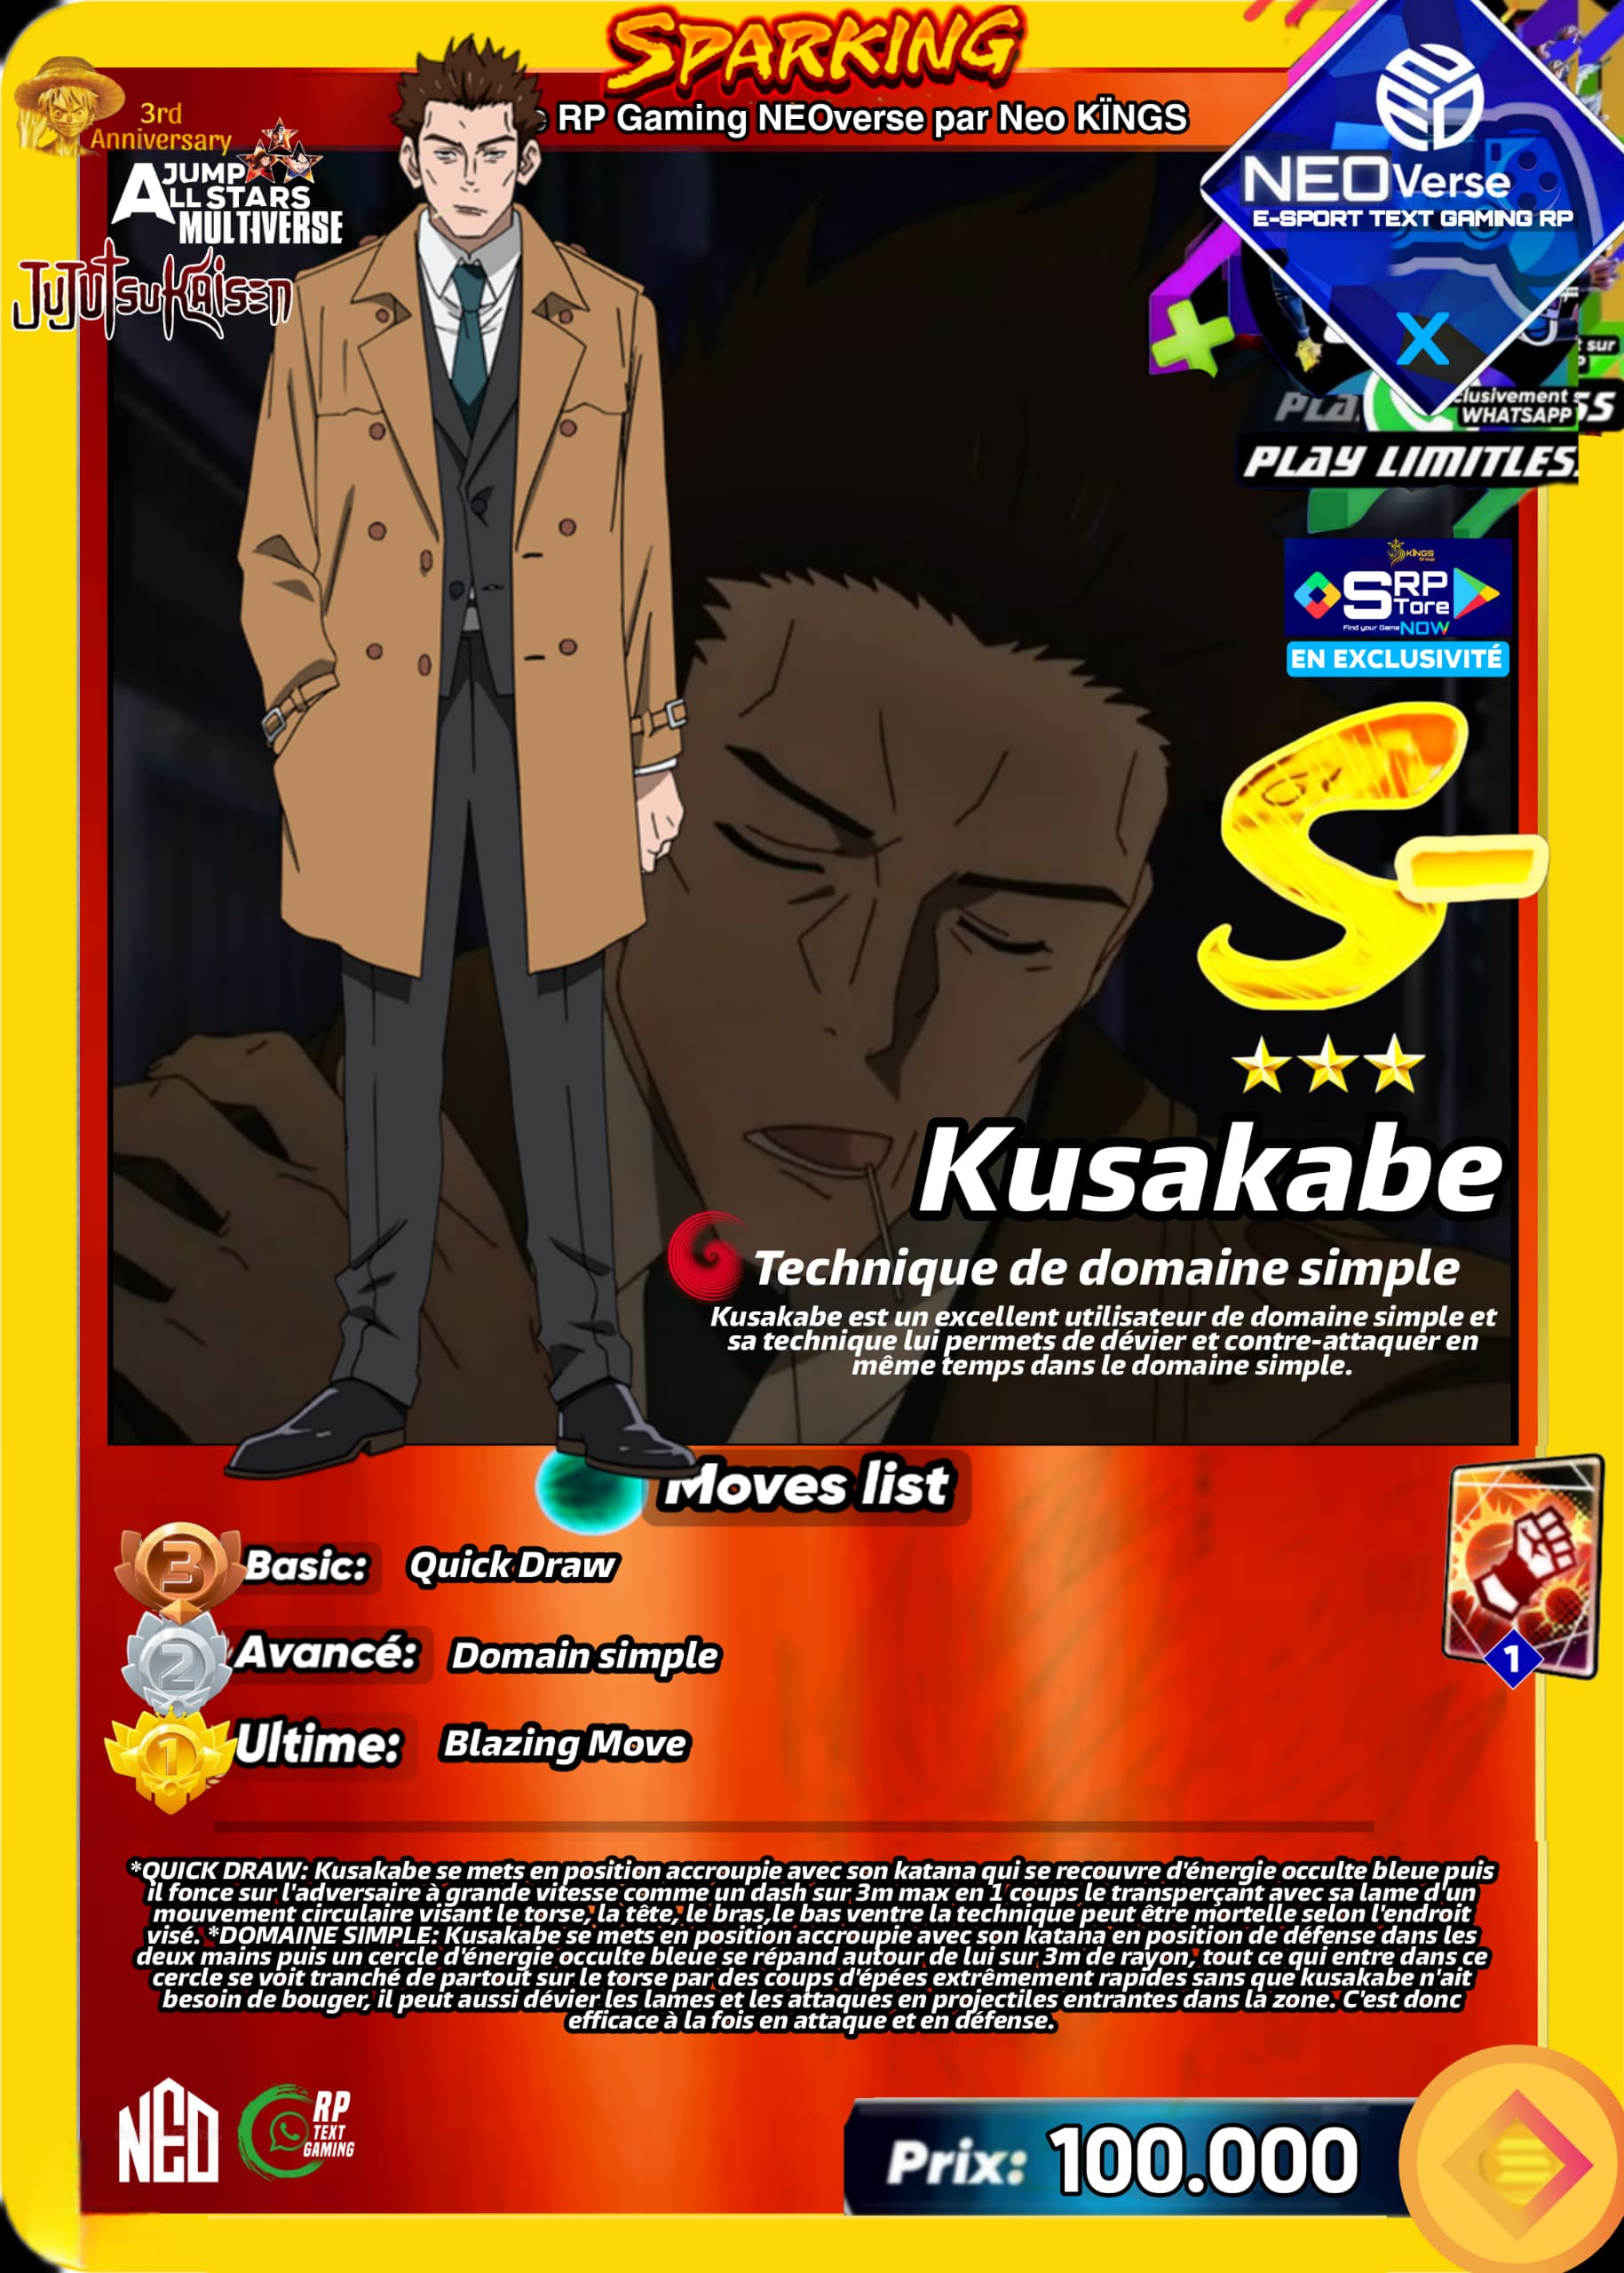 SPARKING
RP Gaming NEOverse par Neo KÏNGS
3rd
Anniversary
JUMP
ALL STARS
MULTIVERSE
JUJUTSU KAISEN
NEOVerse
E-SPORT TEXT GAMING RP
X
sur
clusivement
WHATSAPP
PLAY LIMITLES
KÏNGS
SRP
Tore
Find your Game NOW
EN EXCLUSIVITÉ
S-
Kusakabe
Technique de domaine simple
Kusakabe est un excellent utilisateur de domaine simple et
sa technique lui permets de dévier et contre-attaquer en
même temps dans le domaine simple.
Moves list
3 Basic: Quick Draw
2 Avancé: Domain simple
1 Ultime: Blazing Move
1
*QUICK DRAW: Kusakabe se mets en position accroupie avec son katana qui se recouvre d'énergie occulte bleue puis
il fonce sur l'adversaire à grande vitesse comme un dash sur 3m max en 1 coups le transperçant avec sa lame d'un
mouvement circulaire visant le torse, la tête, le bras,le bas ventre la technique peut être mortelle selon l'endroit
visé. *DOMAINE SIMPLE: Kusakabe se mets en position accroupie avec son katana en position de défense dans les
deux mains puis un cercle d'énergie occulte bleue se répand autour de lui sur 3m de rayon, tout ce qui entre dans ce
cercle se voit tranché de partout sur le torse par des coups d'épées extrêmement rapides sans que kusakabe n'ait
besoin de bouger, il peut aussi dévier les lames et les attaques en projectiles entrantes dans la zone. C'est donc
efficace à la fois en attaque et en défense.
NEO
RP
TEXT
GAMING
Prix: 100.000